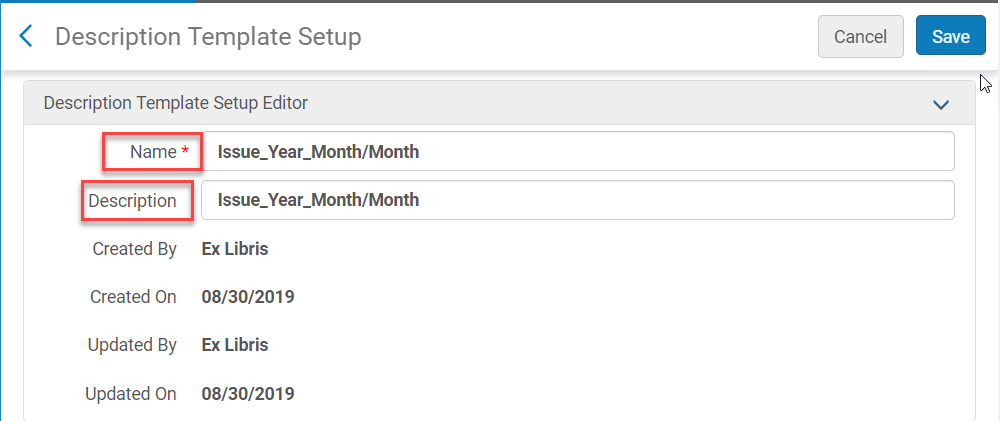 Description Template Setup
Cancel
Save
Description Template Setup Editor
Name * Issue_Year_Month/Month
Description Issue_Year_Month/Month
Created By Ex Libris
Created On 08/30/2019
Updated By Ex Libris
Updated On 08/30/2019